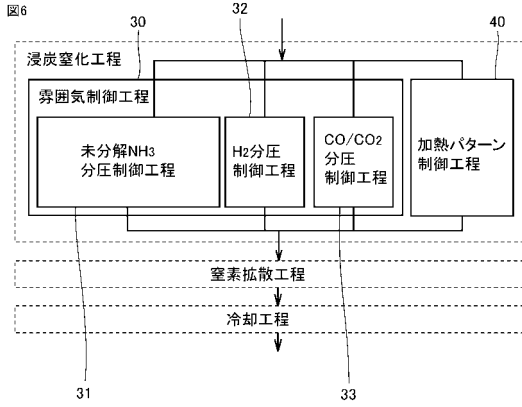 図6
30
32
40
浸炭窒化工程
雰囲気制御工程
未分解NH3
分圧制御工程
H2分圧
制御工程
CO/CO2
分圧
制御工程
加熱パターン
制御工程
窒素拡散工程
冷却工程
31
33